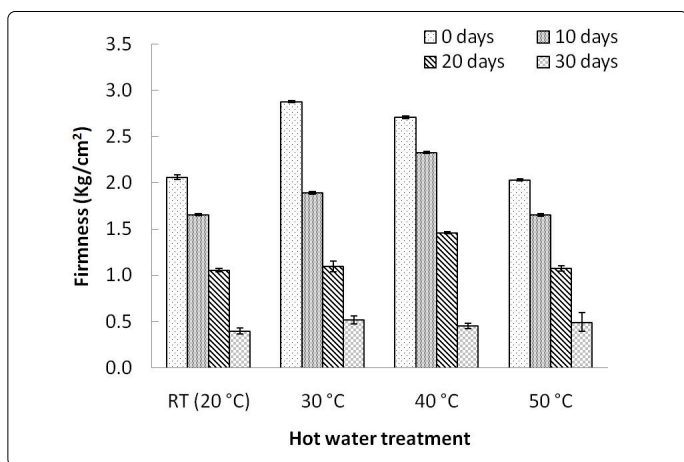 3.5
3.0
2.5
2.0
1.5
1.0
0.5
0.0
Firmness (Kg/cm²)
0 days
10 days
20 days
30 days
RT (20 °C)
30 °C
40 °C
50 °C
Hot water treatment